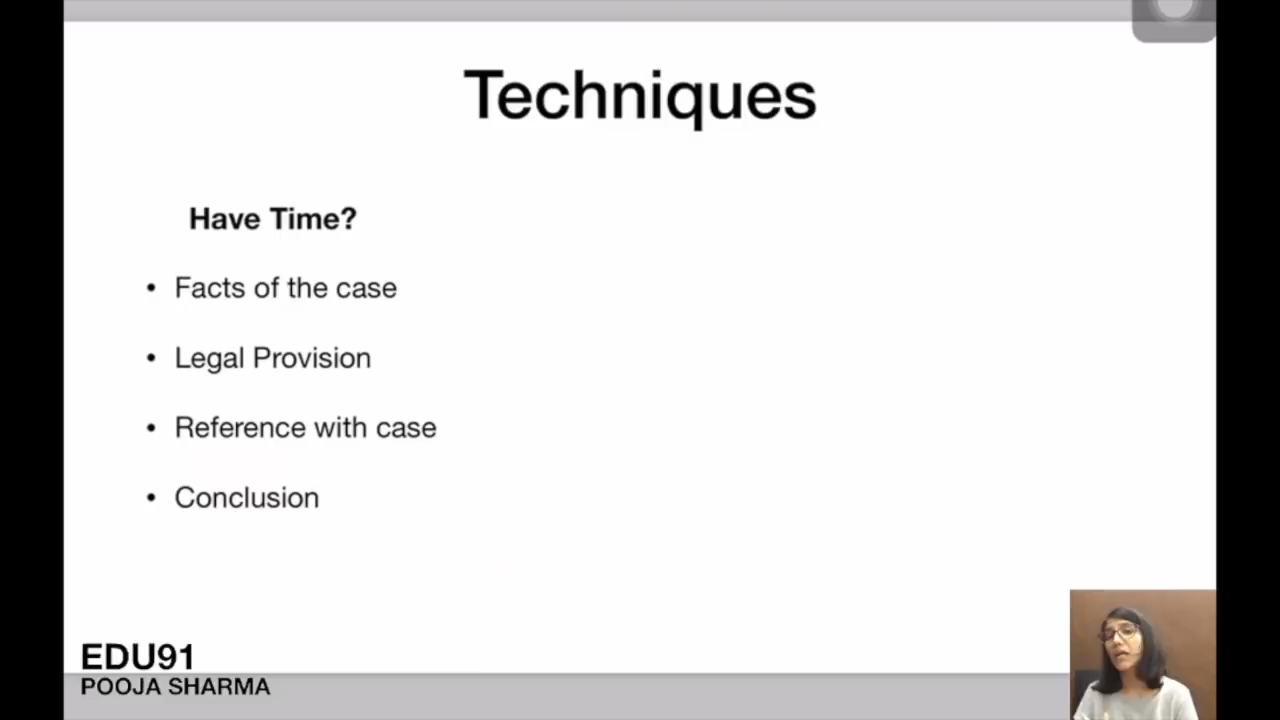 Techniques
Have Time?
• Facts of the case
• Legal Provision
• Reference with case
• Conclusion
EDU91
POOJA SHARMA